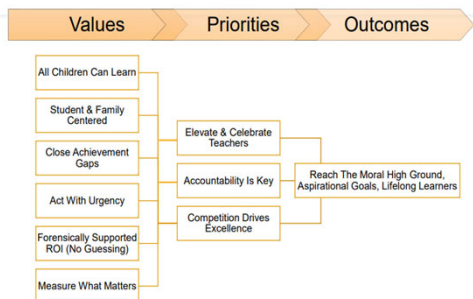 Values
Priorities
Outcomes
All Children Can Learn
Student & Family
Centered
Close Achievement
Gaps
Act With Urgency
Forensically Supported
ROI (No Guessing)
Measure What Matters
Elevate & Celebrate
Teachers
Accountability Is Key
Competition Drives
Excellence
Reach The Moral High Ground,
Aspirational Goals, Lifelong Learners